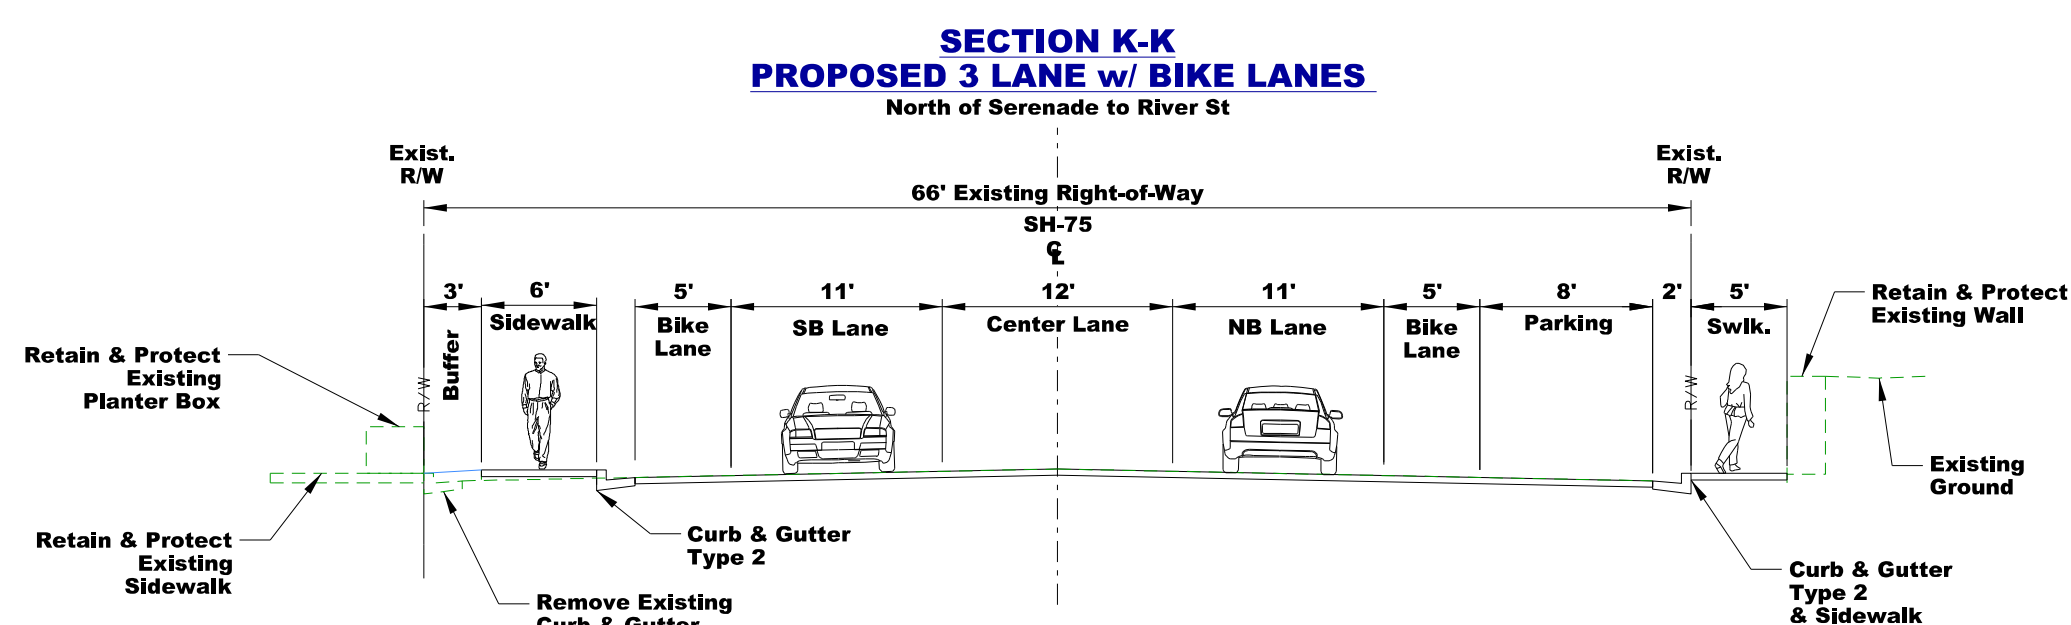 SECTION K-K
PROPOSED 3 LANE w/ BIKE LANES
North of Serenade to River St
Exist.
R/W
Exist.
R/W
66' Existing Right-of-Way
SH-75
CL
3'
6'
5'
11'
12'
11'
5'
8'
2'
5'
Buffer
Sidewalk
Bike
Lane
SB Lane
Center Lane
NB Lane
Bike
Lane
Parking
Swlk.
R/W
R/W
Retain & Protect
Existing Wall
Retain & Protect
Existing
Planter Box
Existing
Ground
Retain & Protect
Existing
Sidewalk
Curb & Gutter
Type 2
Remove Existing
Curb & Gutter
Curb & Gutter
Type 2
& Sidewalk